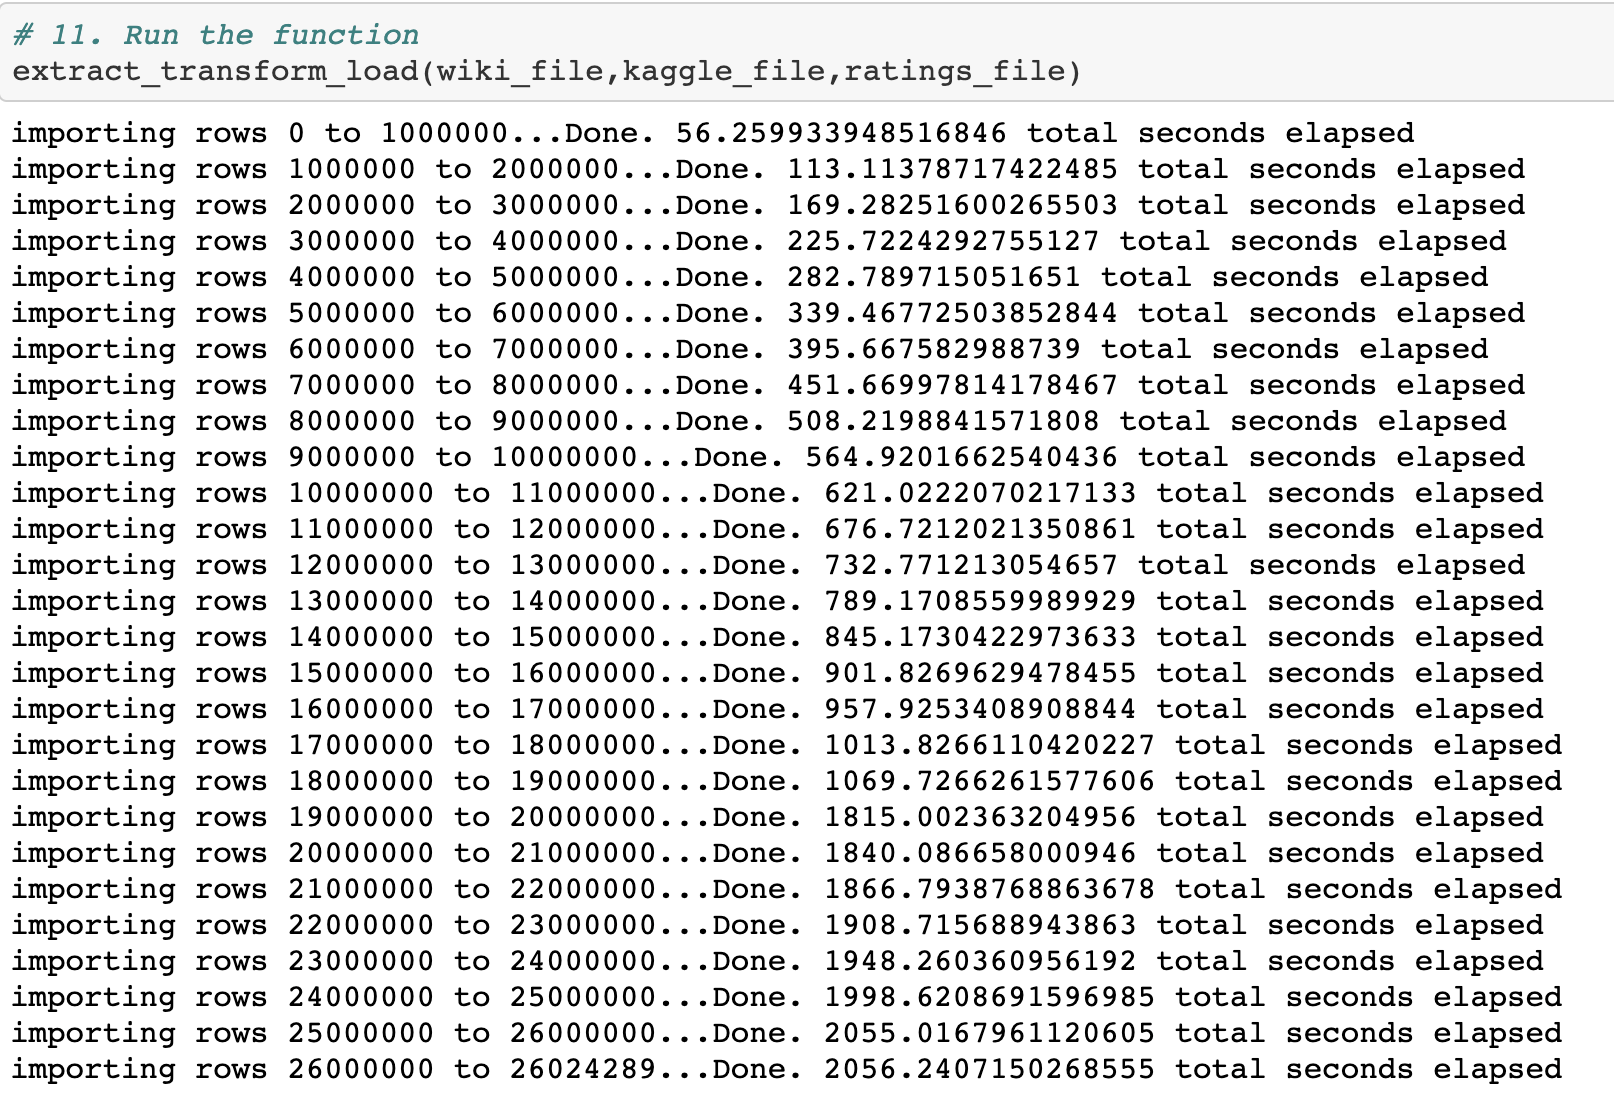 # 11. Run the function
extract_transform_load(wiki_file,kaggle_file,ratings_file)
importing rows 0 to 1000000...Done. 56.259933948516846 total seconds elapsed
importing rows 1000000 to 2000000...Done. 113.11378717422485 total seconds elapsed
importing rows 2000000 to 3000000...Done. 169.28251600265503 total seconds elapsed
importing rows 3000000 to 4000000...Done. 225.7224292755127 total seconds elapsed
importing rows 4000000 to 5000000...Done. 282.789715051651 total seconds elapsed
importing rows 5000000 to 6000000...Done. 339.46772503852844 total seconds elapsed
importing rows 6000000 to 7000000...Done. 395.667582988739 total seconds elapsed
importing rows 7000000 to 8000000...Done. 451.66997814178467 total seconds elapsed
importing rows 8000000 to 9000000...Done. 508.2198841571808 total seconds elapsed
importing rows 9000000 to 10000000...Done. 564.9201662540436 total seconds elapsed
importing rows 10000000 to 11000000...Done. 621.0222070217133 total seconds elapsed
importing rows 11000000 to 12000000...Done. 676.7212021350861 total seconds elapsed
importing rows 12000000 to 13000000...Done. 732.771213054657 total seconds elapsed
importing rows 13000000 to 14000000...Done. 789.1708559989929 total seconds elapsed
importing rows 14000000 to 15000000...Done. 845.1730422973633 total seconds elapsed
importing rows 15000000 to 16000000...Done. 901.8269629478455 total seconds elapsed
importing rows 16000000 to 17000000...Done. 957.9253408908844 total seconds elapsed
importing rows 17000000 to 18000000...Done. 1013.8266110420227 total seconds elapsed
importing rows 18000000 to 19000000...Done. 1069.7266261577606 total seconds elapsed
importing rows 19000000 to 20000000...Done. 1815.002363204956 total seconds elapsed
importing rows 20000000 to 21000000...Done. 1840.086658000946 total seconds elapsed
importing rows 21000000 to 22000000...Done. 1866.7938768863678 total seconds elapsed
importing rows 22000000 to 23000000...Done. 1908.715688943863 total seconds elapsed
importing rows 23000000 to 24000000...Done. 1948.260360956192 total seconds elapsed
importing rows 24000000 to 25000000...Done. 1998.6208691596985 total seconds elapsed
importing rows 25000000 to 26000000...Done. 2055.0167961120605 total seconds elapsed
importing rows 26000000 to 26024289...Done. 2056.2407150268555 total seconds elapsed